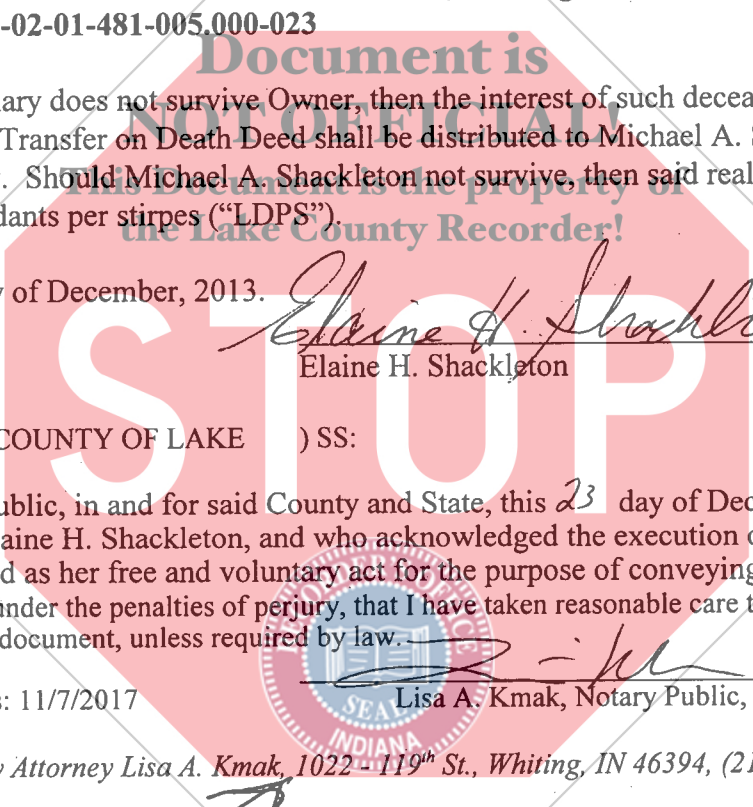 -02-01-481-005.000-023
Document is
ary does not survive Owner, then the interest of such decea
NOT OFFICIAL!
Transfer on Death Deed shall be distributed to Michael A. S
. Should Michael A. Shackleton not survive, then said real
This Document is the property of
dants per stirpes ("LDPS").
the Lake County Recorder!
y of December, 2013.
Elaine H. Shackle
Elaine H. Shackleton
STOP
COUNTY OF LAKE ) SS:
ublic, in and for said County and State, this 23 day of Dec
laine H. Shackleton, and who acknowledged the execution o
d as her free and voluntary act for the purpose of conveying
under the penalties of perjury, that I have taken reasonable care t
document, unless required by law.
s: 11/7/2017
Lisa A. Kmak, Notary Public,
SEAL
INDIANA
y Attorney Lisa A. Kmak, 1022 - 119th St., Whiting, IN 46394, (21